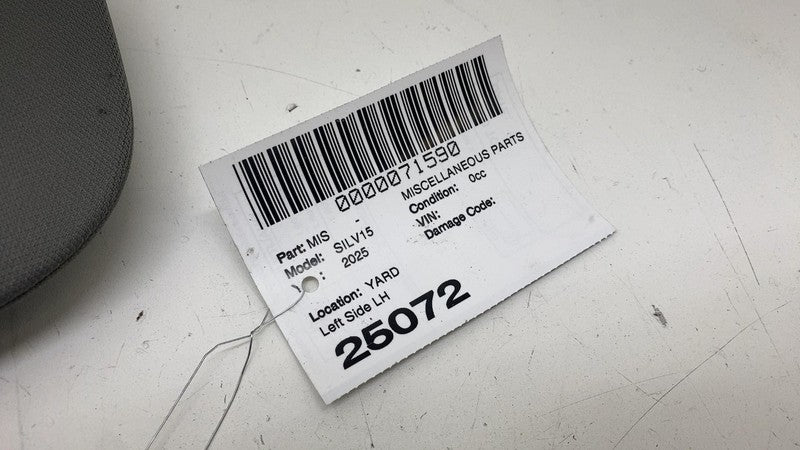 0000071590
MISCELLANEOUS PARTS
Part: MIS -
Condition: 0cc
Model: SILV15
VIN:
: 2025
Damage Code:
Location: YARD
Left Side LH
25072